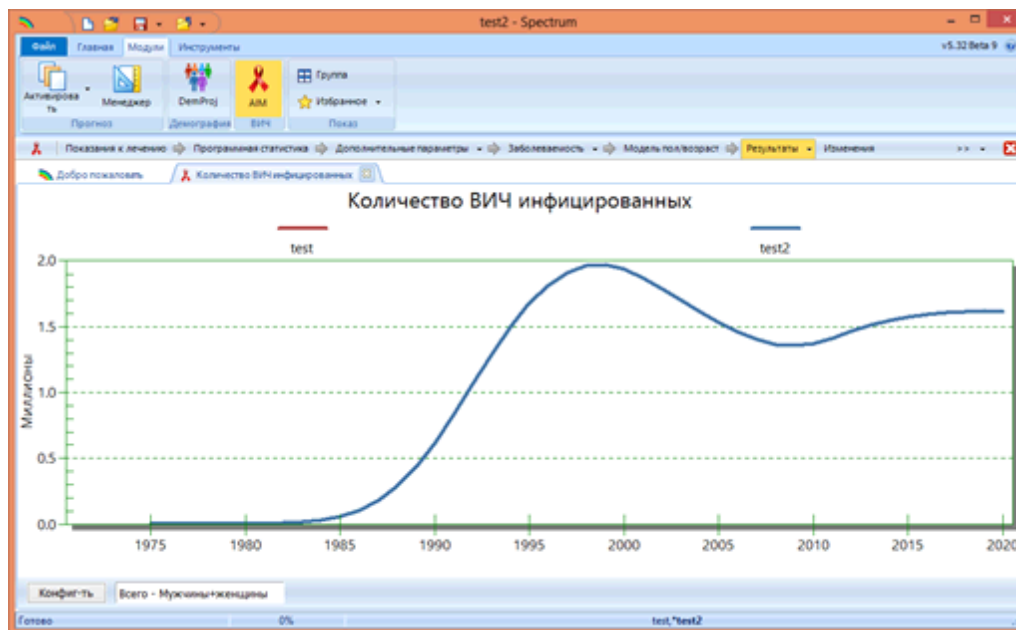 test2 - Spectrum
Файл Главная Модули Инструменты v5.32 Beta 9
Активирова
ть
Менеджер
DemProj
AIM
Группа
Избранное
Прогноз Демография ВИЧ Показ
Показания к лечению Программная статистика Дополнительные параметры Заболеваемость Модель пол/возраст Результаты Изменения >>
Добро пожаловать Количество ВИЧ инфицированных
Количество ВИЧ инфицированных
test test2
2.0
1.5
1.0
0.5
0.0
Миллионы
1975 1980 1985 1990 1995 2000 2005 2010 2015 2020
Конфиг-ть Всего - Мужчины+женщины
Готово 0% test,*test2